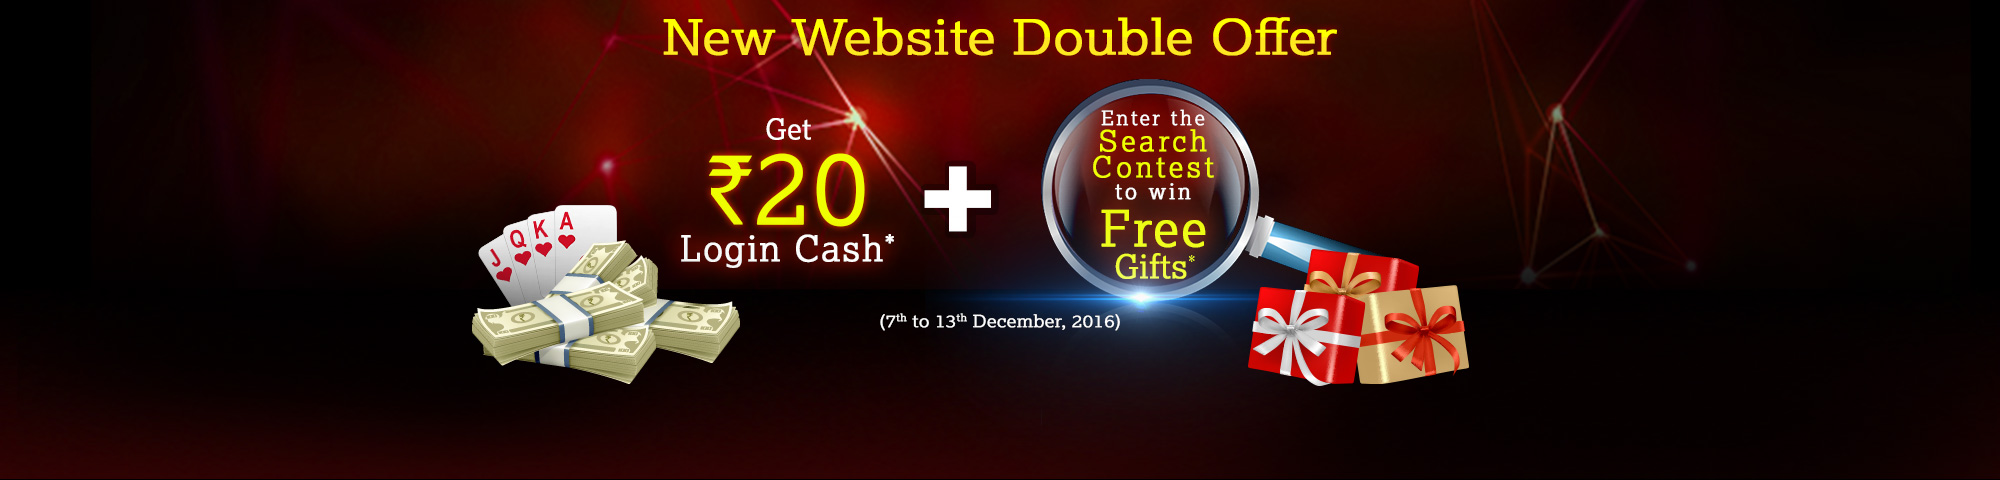 New Website Double Offer
Get
₹20
Login Cash*
Enter the
Search
Contest
to win
Free
Gifts*
(7th to 13th December, 2016)
J
Q
K
A